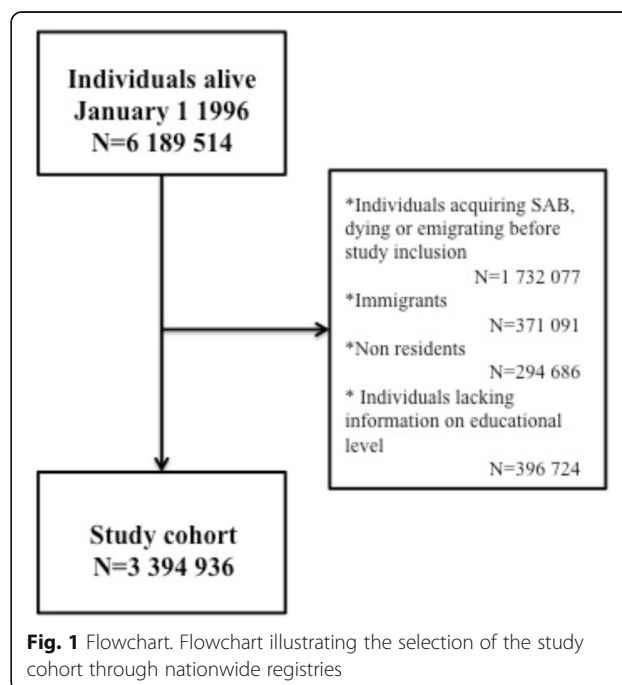 Individuals alive
January 1 1996
N=6 189 514
*Individuals acquiring SAB,
dying or emigrating before
study inclusion
N=1 732 077
*Immigrants
N=371 091
*Non residents
N=294 686
* Individuals lacking
information on educational
level
N=396 724
Study cohort
N=3 394 936
Fig. 1 Flowchart. Flowchart illustrating the selection of the study
cohort through nationwide registries